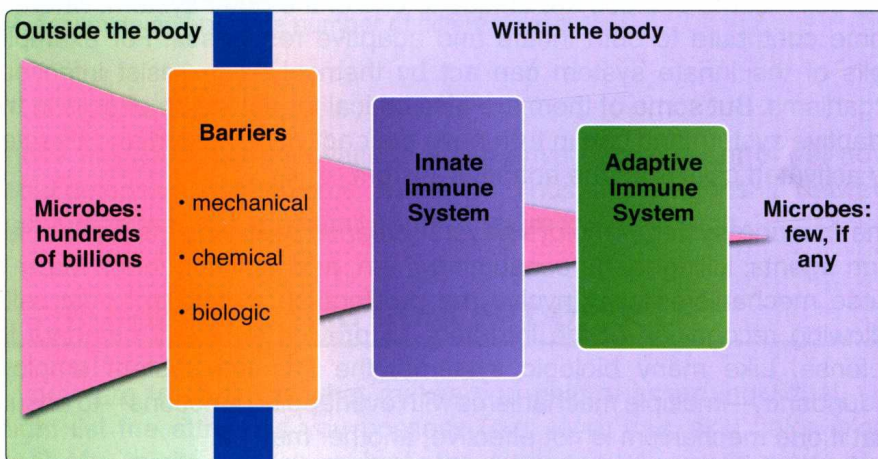 Outside the body
Within the body
Barriers
• mechanical
• chemical
• biologic
Microbes:
hundreds
of billions
Innate
Immune
System
Adaptive
Immune
System
Microbes:
few, if
any